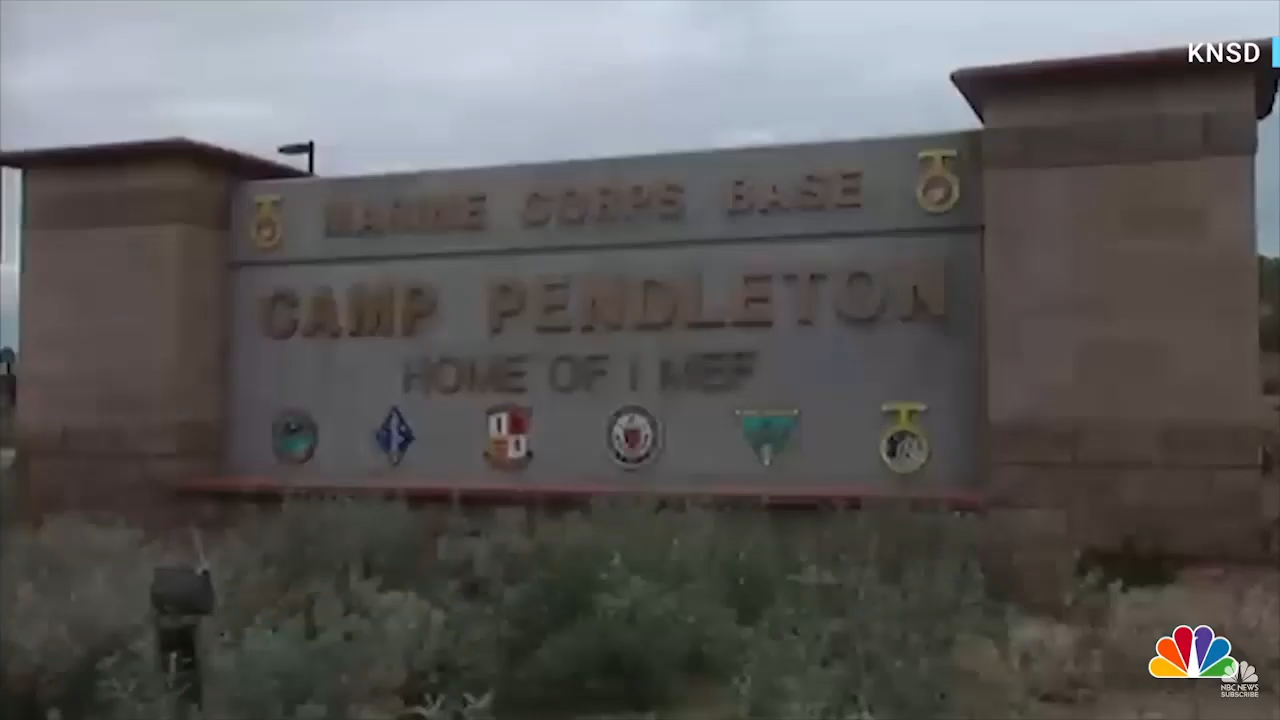 KNSD
MARINE CORPS BASE
CAMP PENDLETON
HOME OF I MEF
NBC NEWS
SUBSCRIBE